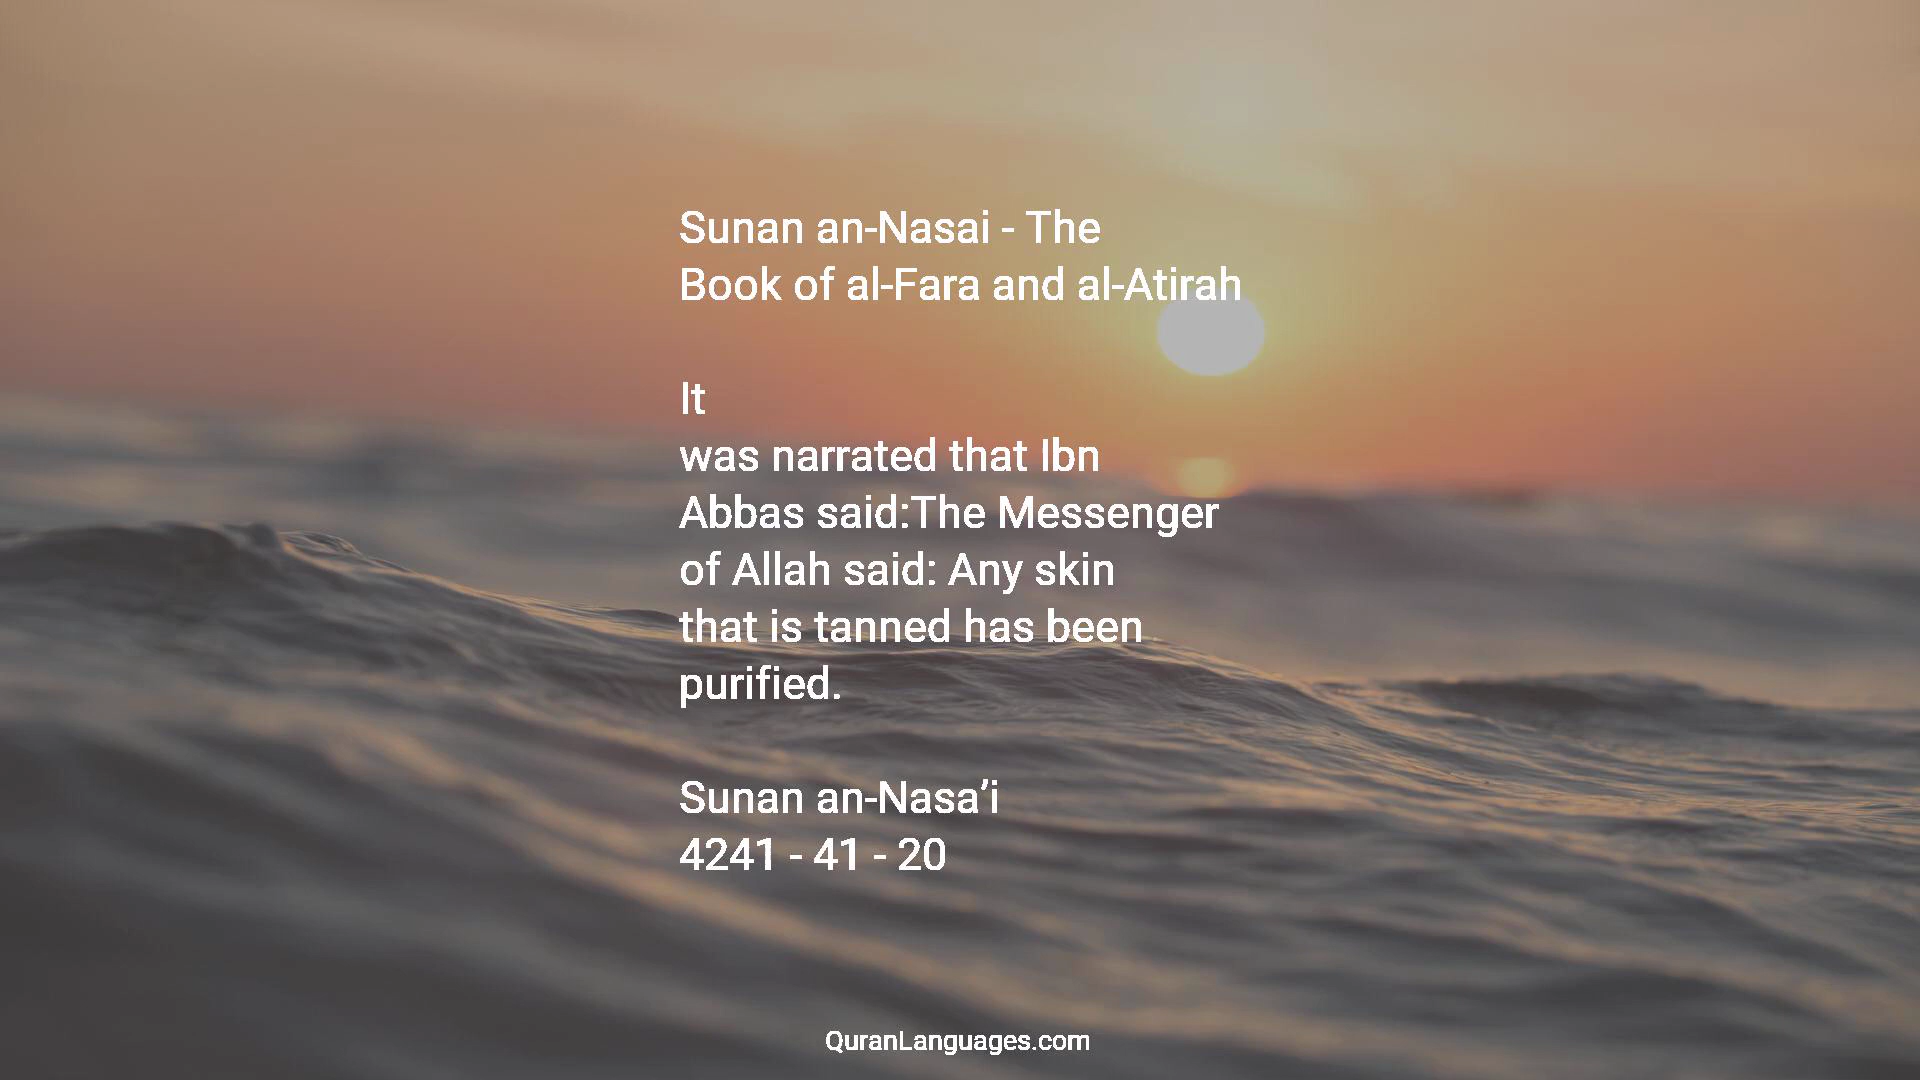 Sunan an-Nasai - The
Book of al-Fara and al-Atirah
It
was narrated that Ibn
Abbas said:The Messenger
of Allah said: Any skin
that is tanned has been
purified.
Sunan an-Nasa’i
4241 - 41 - 20
QuranLanguages.com